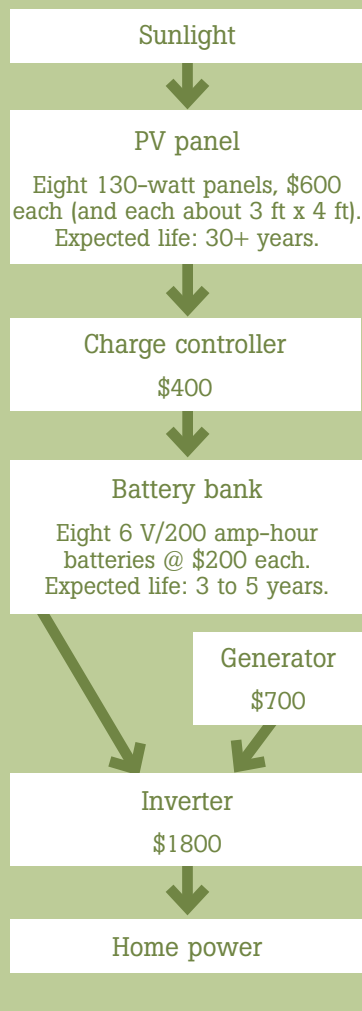 Sunlight
PV panel
Eight 130-watt panels, $600
each (and each about 3 ft x 4 ft).
Expected life: 30+ years.
Charge controller
$400
Battery bank
Eight 6 V/200 amp-hour
batteries @ $200 each.
Expected life: 3 to 5 years.
Generator
$700
Inverter
$1800
Home power